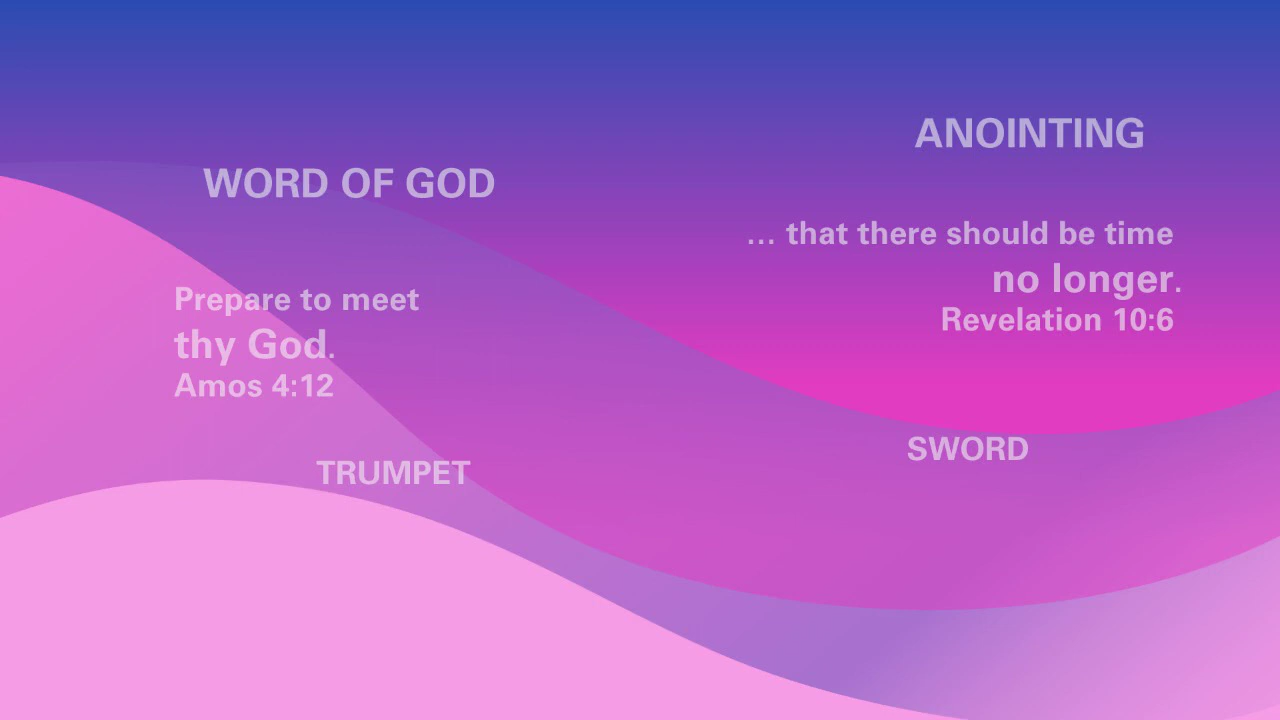 WORD OF GOD
Prepare to meet
thy God.
Amos 4:12
TRUMPET
ANOINTING
... that there should be time
no longer.
Revelation 10:6
SWORD